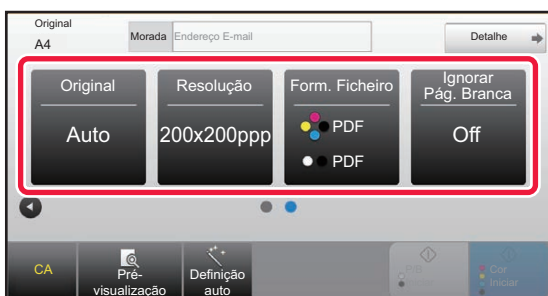 Original
A4
Morada
Endereço E-mail
Detalhe
Original
Auto
Resolução
200x200ppp
Form. Ficheiro
PDF
PDF
Ignorar
Pág. Branca
Off
CA
Pré-
visualização
Definição
auto
P/B
Iniciar
Cor
Iniciar